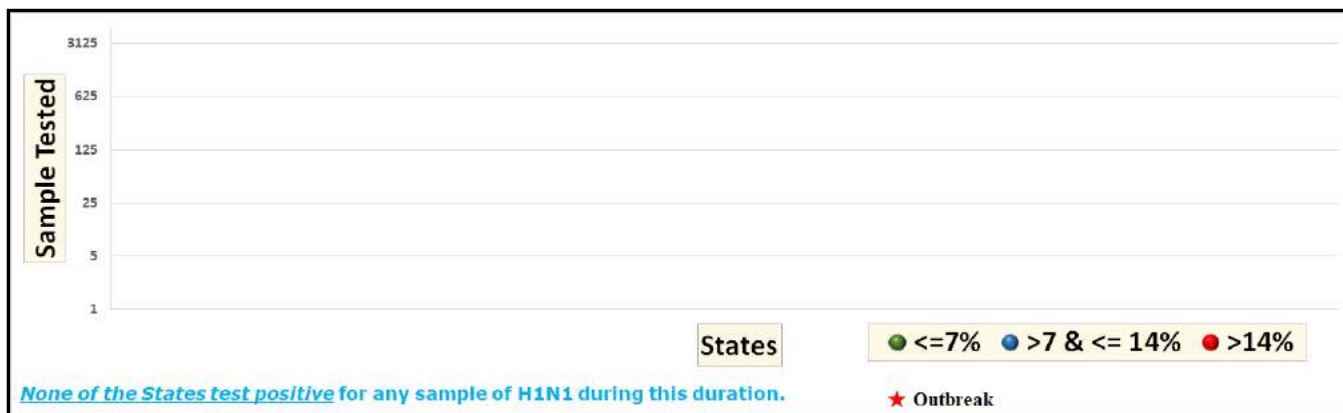 Sample Tested
3125
625
125
25
5
1
States
<=7% >7 & <= 14% >14%
None of the States test positive for any sample of H1N1 during this duration.
★ Outbreak